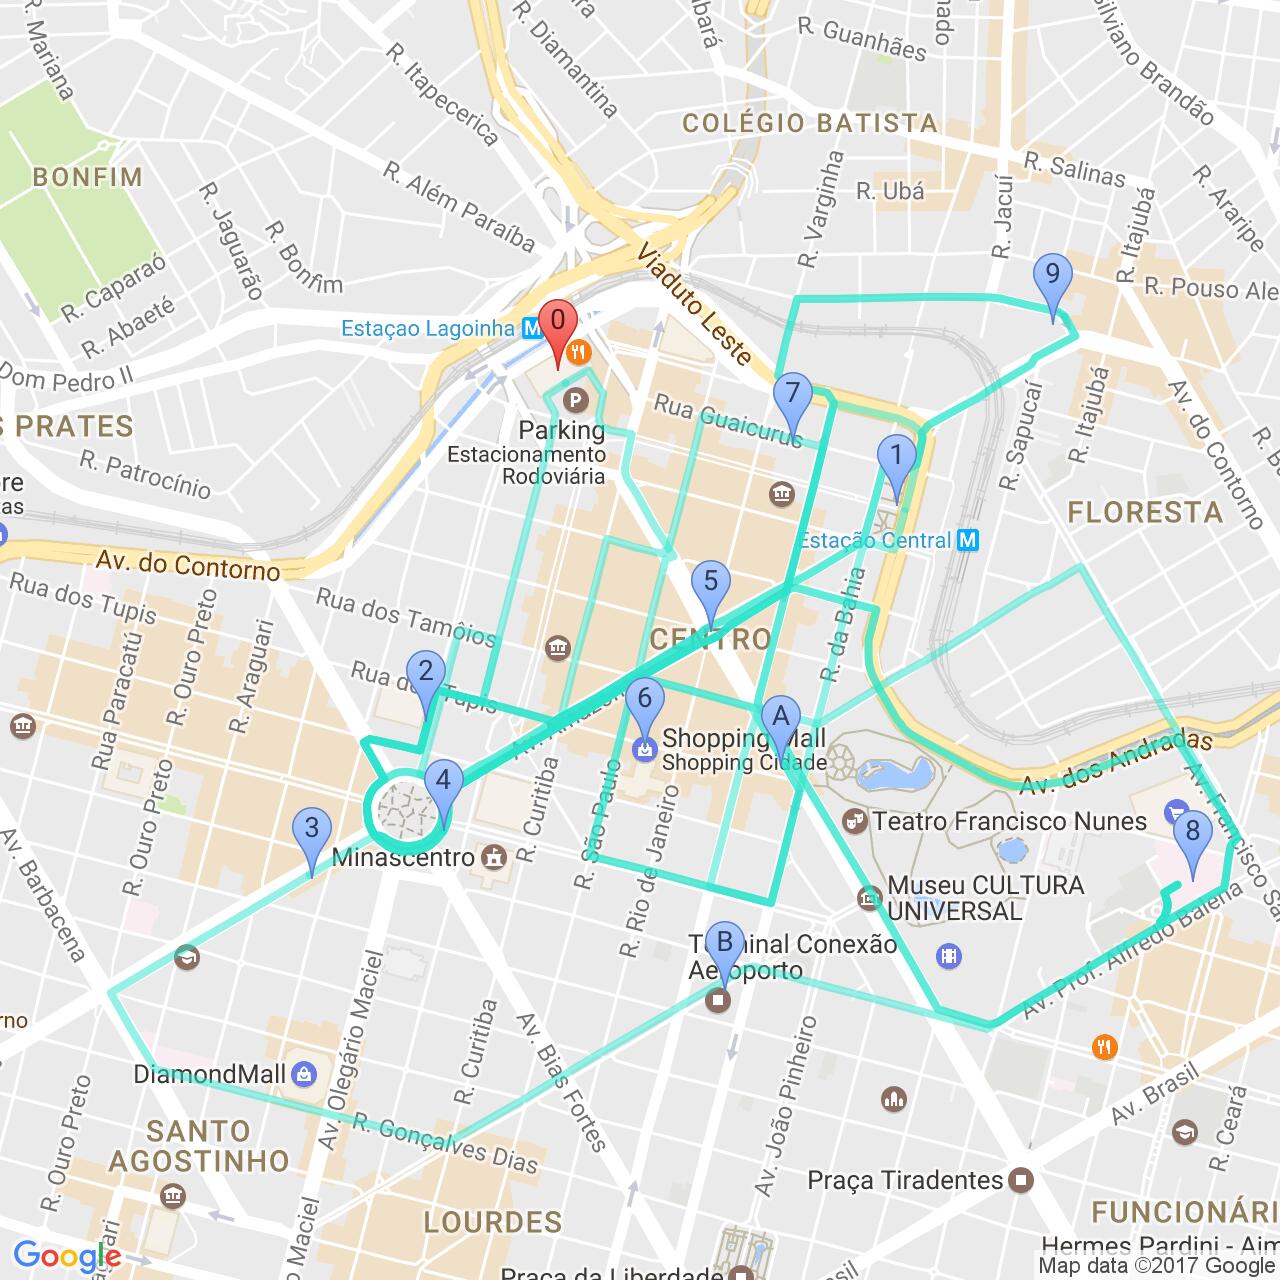 R. Mariana
R. Itapecerica
R. Diamantina
R. Guanhães
Silviano Brandão
COLÉGIO BATISTA
R. Salinas
R. Araripe
BONFIM
R. Além Paraíba
R. Jaguarão
R. Bonfim
R. Varginha
R. Ubá
R. Jacuí
R. Itajubá
R. Caparaó
R. Abaeté
Viaduto Leste
9
R. Pouso Ale
Estaçao Lagoinha
M
0
Dom Pedro II
7
Rua Guaicurus
R. Sapucaí
R. Itajubá
Av. do Contorno
S PRATES
R. Patrocínio
P
Parking
Estacionamento
Rodoviária
1
FLORESTA
Estação Central
M
Av. do Contorno
Rua dos Tupis
Rua dos Tamôios
5
CENTRO
R. da Bahia
Rua Paracatú
R. Ouro Preto
R. Araguari
2
6
A
Shopping Mall
Shopping Cidade
R. Curitiba
R. São Paulo
R. Rio de Janeiro
Av. dos Andradas
4
3
Minascentro
Teatro Francisco Nunes
8
R. Ouro Preto
Av. Barbacena
Museu CULTURA
UNIVERSAL
Av. Prof. Alfredo Balena
B
Aeroporto
R. Curitiba
Av. Olegário Maciel
Av. Bias Fortes
Av. João Pinheiro
DiamondMall
R. Gonçalves Dias
R. Ouro Preto
SANTO
AGOSTINHO
Av. Brasil
R. Ceará
Praça Tiradentes
LOURDES
FUNCIONÁRI
Hermes Pardini - Aim
Praça da Liberdade
Google
Map data ©2017 Google